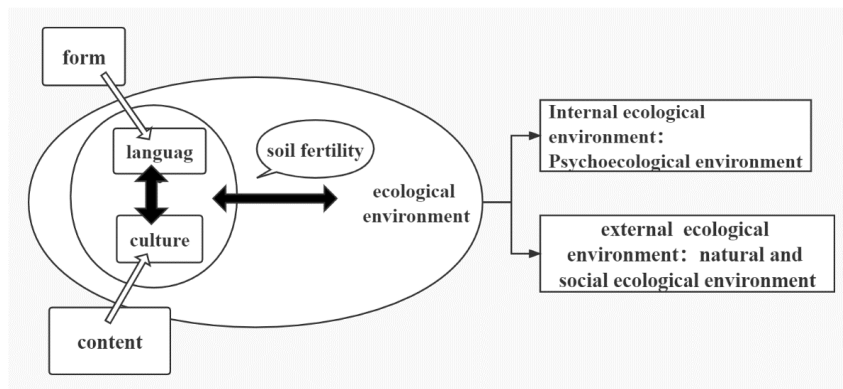 form
languag
soil fertility
culture
content
ecological
environment
Internal ecological
environment：
Psychoecological environment
external ecological
environment：natural and
social ecological environment